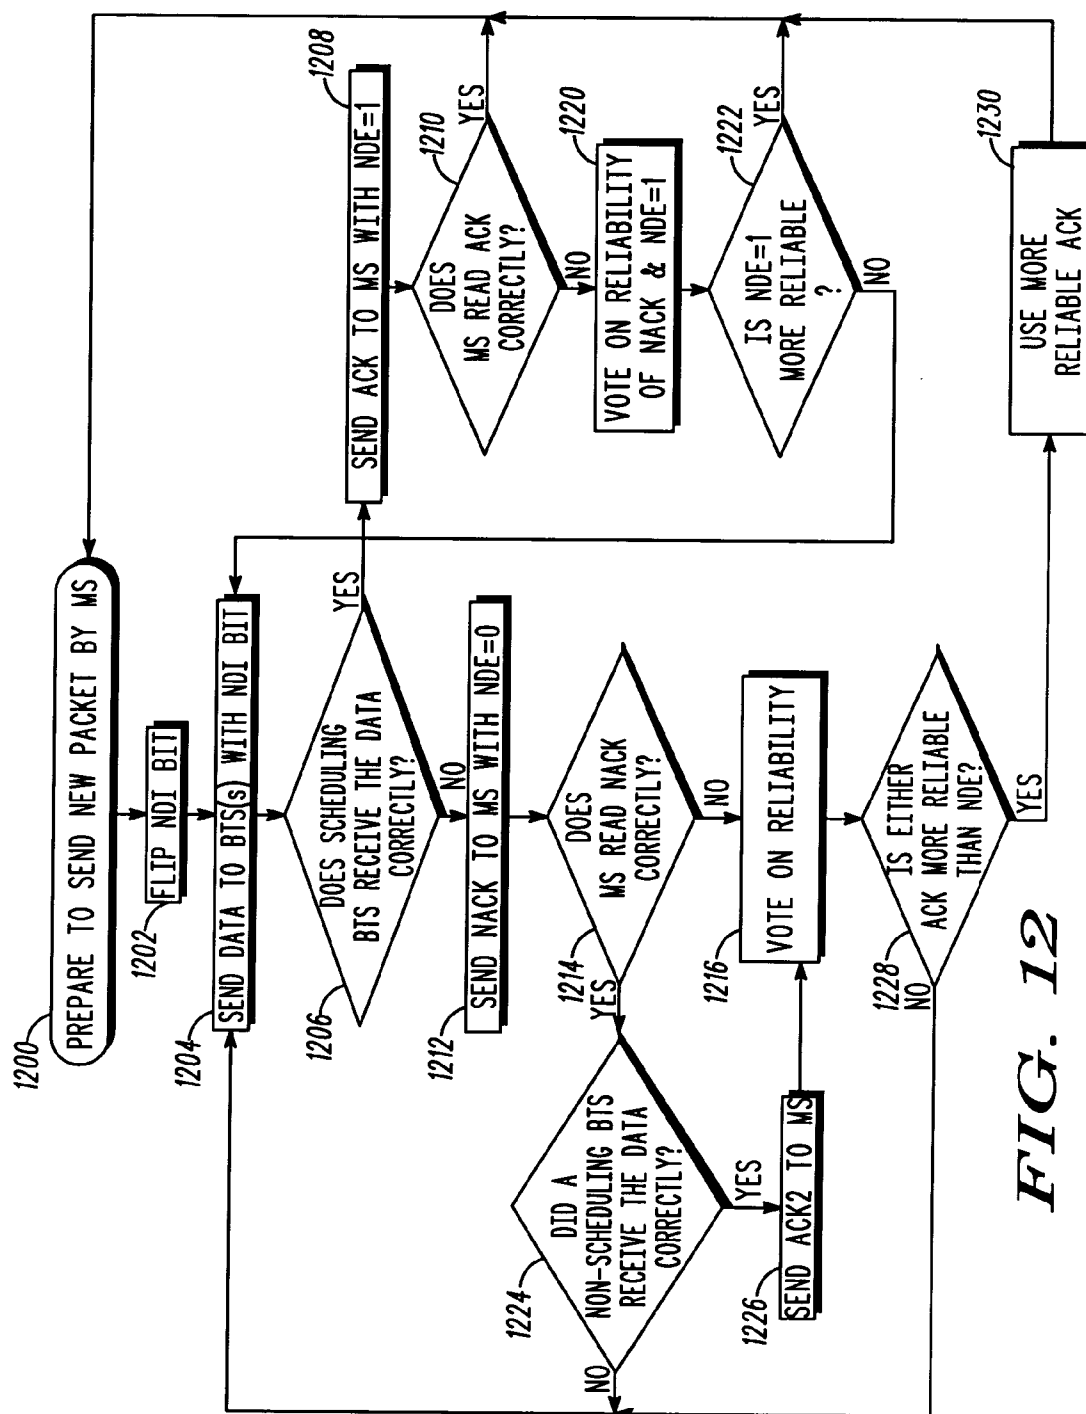 1200
PREPARE TO SEND NEW PACKET BY MS
1202
FLIP NDI BIT
1204
SEND DATA TO BTS(s) WITH NDI BIT
1206
DOES SCHEDULING
BTS RECEIVE THE DATA
CORRECTLY?
YES
NO
1208
SEND ACK TO MS WITH NDE=1
1210
DOES
MS READ ACK
CORRECTLY?
YES
NO
1220
VOTE ON RELIABILITY
OF NACK & NDE=1
1222
IS NDE=1
MORE RELIABLE
?
YES
NO
1212
SEND NACK TO MS WITH NDE=0
1214
DOES
MS READ NACK
CORRECTLY?
YES
NO
1224
DID A
NON-SCHEDULING BTS
RECEIVE THE DATA
CORRECTLY?
NO
YES
1226
SEND ACK2 TO MS
1216
VOTE ON RELIABILITY
1228
IS EITHER
ACK MORE RELIABLE
THAN NDE?
NO
YES
1230
USE MORE
RELIABLE ACK
FIG. 12